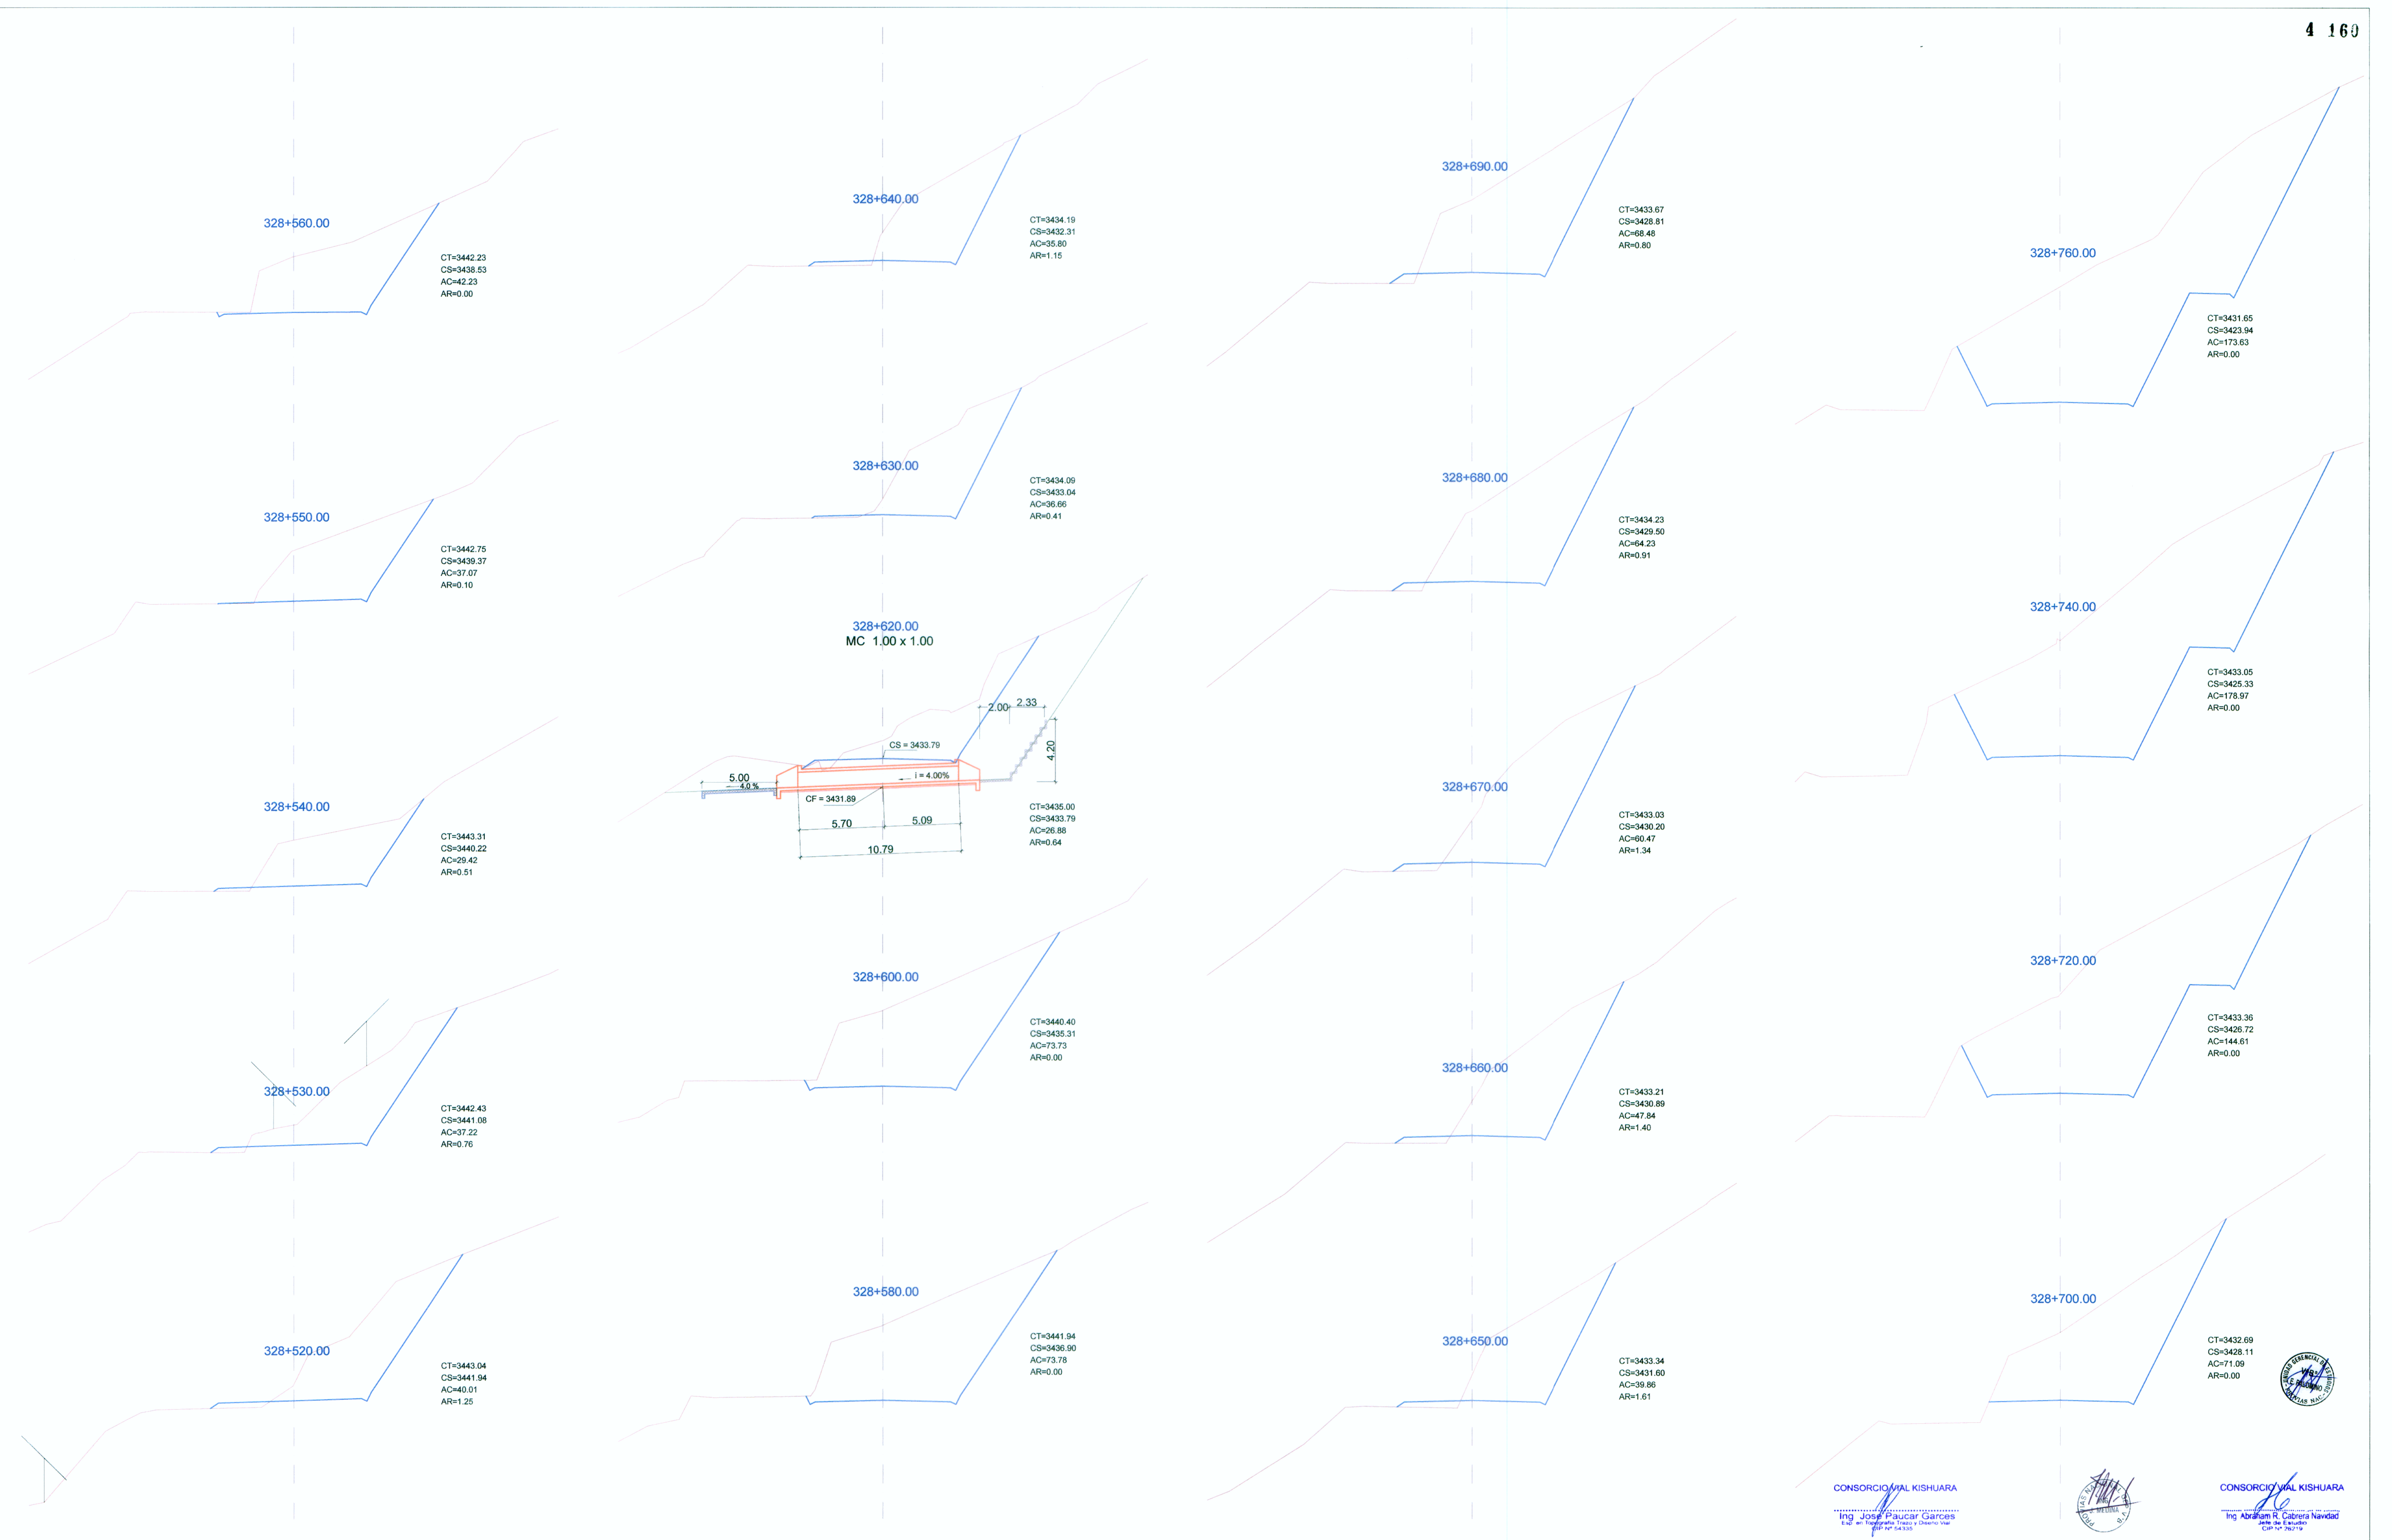 4 160
328+560.00
CT=3442.23
CS=3438.53
AC=42.23
AR=0.00
328+550.00
CT=3442.75
CS=3439.37
AC=37.07
AR=0.10
328+540.00
CT=3443.31
CS=3440.22
AC=29.42
AR=0.51
328+530.00
CT=3442.43
CS=3441.08
AC=37.22
AR=0.76
328+520.00
CT=3443.04
CS=3441.94
AC=40.01
AR=1.25
328+640.00
CT=3434.19
CS=3432.31
AC=35.80
AR=1.15
328+630.00
CT=3434.09
CS=3433.04
AC=36.66
AR=0.41
328+620.00
MC 1.00 x 1.00
2.00
2.33
4.20
CS = 3433.79
i = 4.00%
5.00
4.0 %
CF = 3431.89
5.70
5.09
10.79
CT=3435.00
CS=3433.79
AC=26.88
AR=0.64
328+600.00
CT=3440.40
CS=3435.31
AC=73.73
AR=0.00
328+580.00
CT=3441.94
CS=3436.90
AC=73.78
AR=0.00
328+690.00
CT=3433.67
CS=3428.81
AC=68.48
AR=0.80
328+680.00
CT=3434.23
CS=3429.50
AC=64.23
AR=0.91
328+670.00
CT=3433.03
CS=3430.20
AC=60.47
AR=1.34
328+660.00
CT=3433.21
CS=3430.89
AC=47.84
AR=1.40
328+650.00
CT=3433.34
CS=3431.60
AC=39.86
AR=1.61
328+760.00
CT=3431.65
CS=3423.94
AC=173.63
AR=0.00
328+740.00
CT=3433.05
CS=3425.33
AC=178.97
AR=0.00
328+720.00
CT=3433.36
CS=3426.72
AC=144.61
AR=0.00
328+700.00
CT=3432.69
CS=3428.11
AC=71.09
AR=0.00
UNIDAD GERENCIAL DE ESTUDIOS
CONSORCIO VIAL KISHUARA
Ing José Paucar Garces
Esp. en Topografia Trazo y Diseño Vial
CIP N° 54335
MEDINA
CONSORCIO VIAL KISHUARA
Ing Abraham R. Cabrera Navidad
Jefe de Estudio
CIP N° 26719